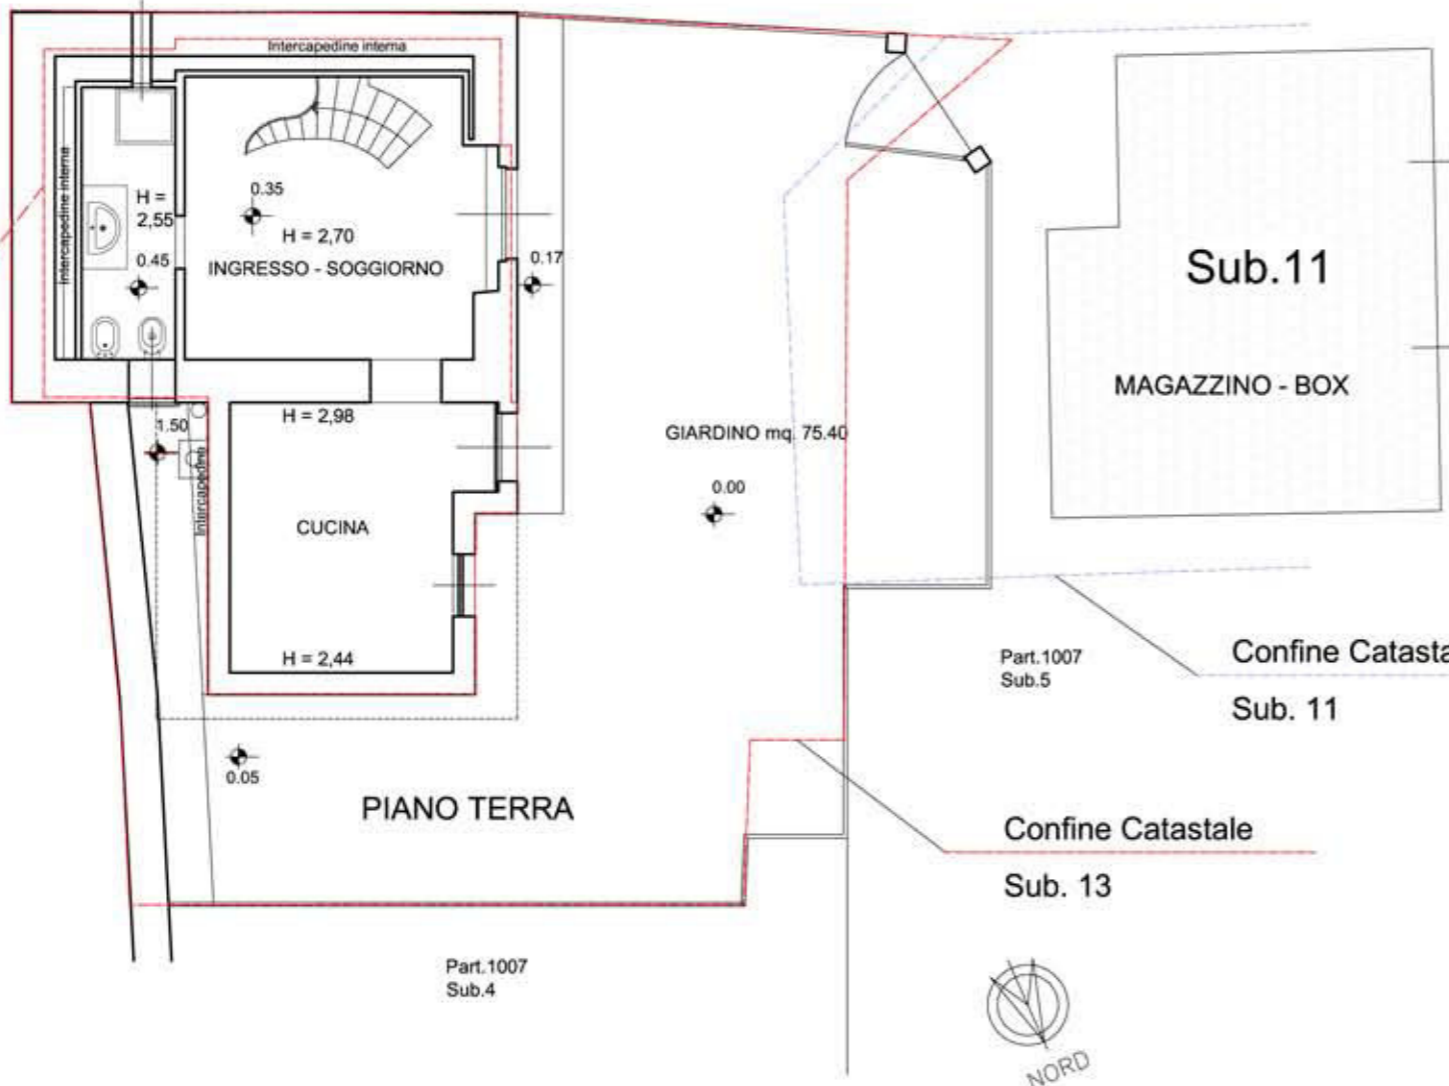 Intercapedine interna
Intercapedine interna
H =
2,55
0.45
0.35
H = 2,70
INGRESSO - SOGGIORNO
0.17
Sub.11
MAGAZZINO - BOX
1.50
Intercapedine
H = 2,98
GIARDINO mq. 75.40
0.00
CUCINA
H = 2,44
Part.1007
Sub.5
Confine Catasta
Sub. 11
0.05
PIANO TERRA
Confine Catastale
Sub. 13
Part.1007
Sub.4
NORD